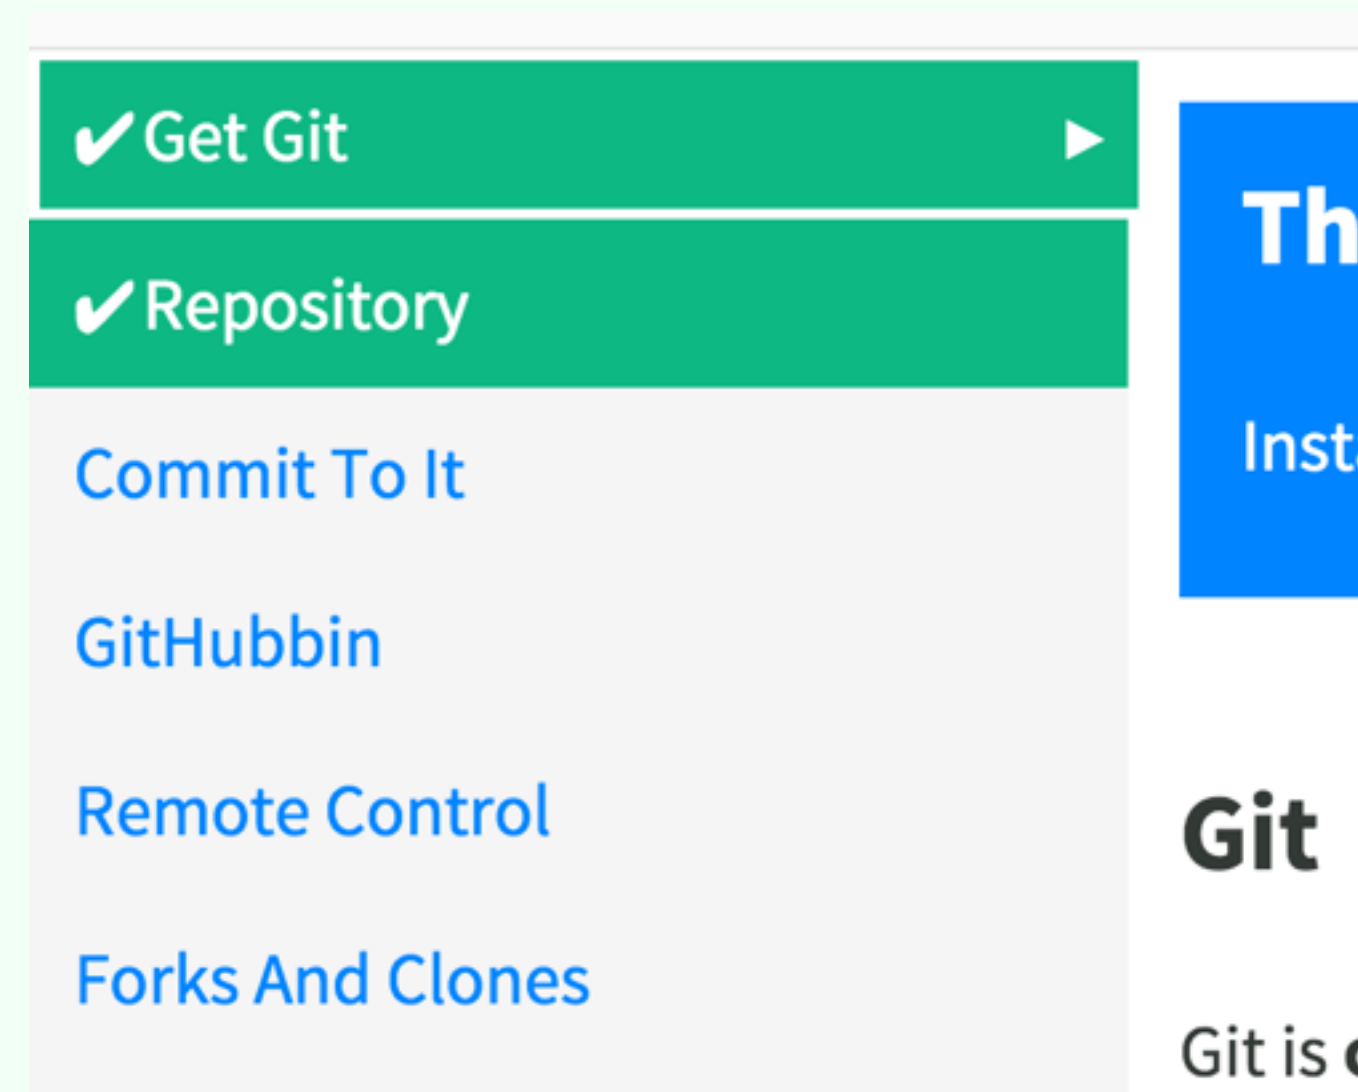 ✔ Get Git ▶
✔ Repository
Commit To It
GitHubbin
Remote Control
Forks And Clones
Th
Inst
Git
Git is